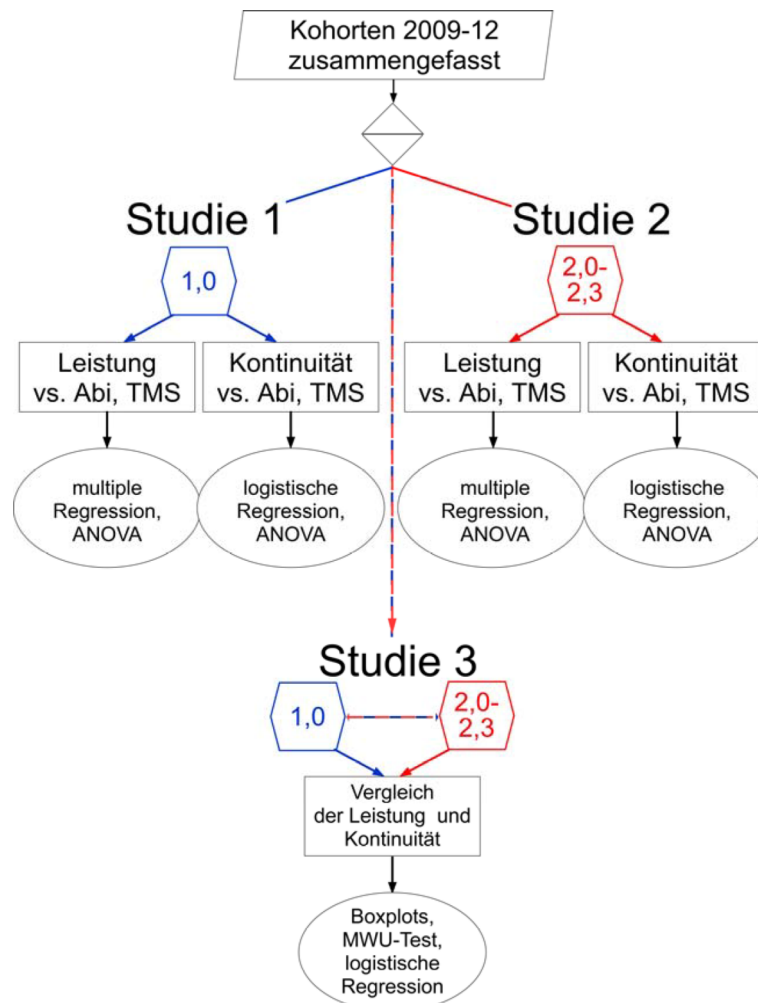 Kohorten 2009-12
zusammengefasst
Studie 1
Studie 2
1,0
2,0-
2,3
Leistung
vs. Abi, TMS
Kontinuität
vs. Abi, TMS
Leistung
vs. Abi, TMS
Kontinuität
vs. Abi, TMS
multiple
Regression,
ANOVA
logistische
Regression,
ANOVA
multiple
Regression,
ANOVA
logistische
Regression,
ANOVA
Studie 3
1,0
2,0-
2,3
Vergleich
der Leistung und
Kontinuität
Boxplots,
MWU-Test,
logistische
Regression